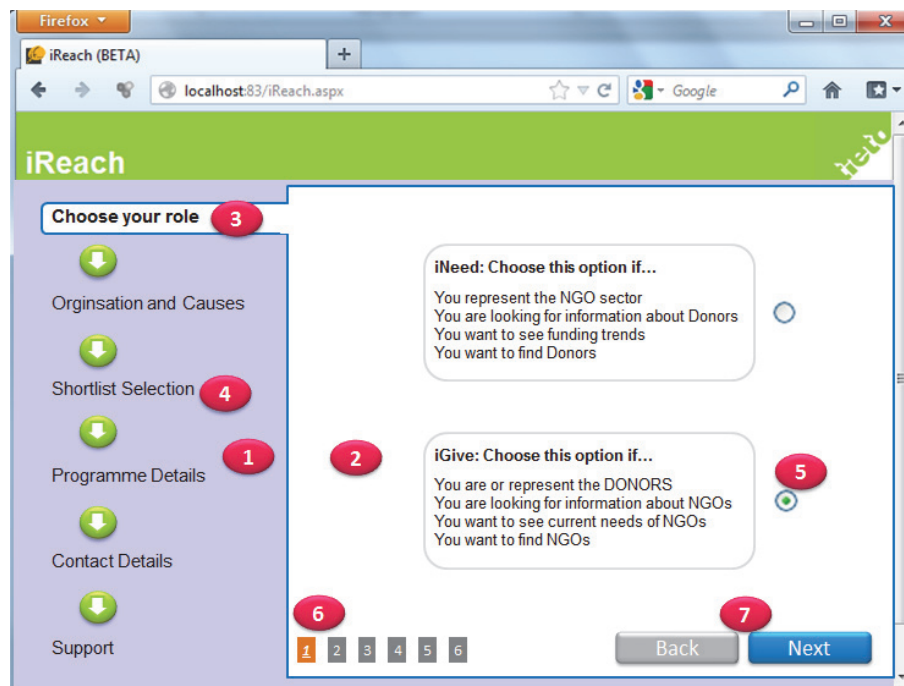 Firefox
iReach (BETA)
localhost:83/iReach.aspx
Google
iReach
Choose your role
3
Orginsation and Causes
Shortlist Selection
4
Programme Details
1
Contact Details
Support
iNeed: Choose this option if...
You represent the NGO sector
You are looking for information about Donors
You want to see funding trends
You want to find Donors
2
iGive: Choose this option if...
You are or represent the DONORS
You are looking for information about NGOs
You want to see current needs of NGOs
You want to find NGOs
5
6
1 2 3 4 5 6
7
Back
Next